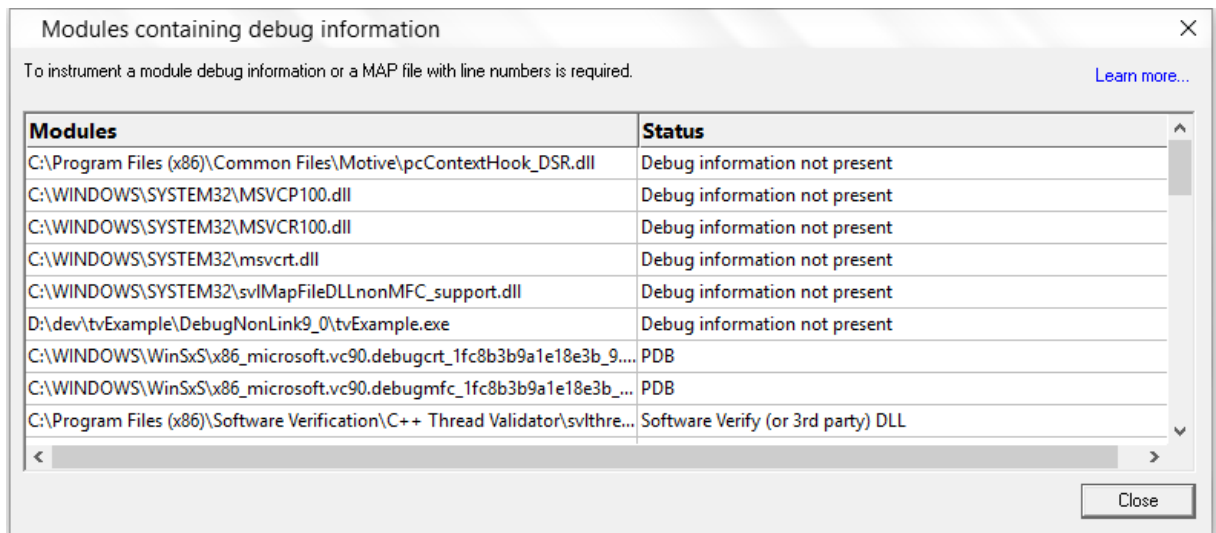 Modules containing debug information
To instrument a module debug information or a MAP file with line numbers is required.
Learn more...
Modules Status
C:\Program Files (x86)\Common Files\Motive\pcContextHook_DSR.dll Debug information not present
C:\WINDOWS\SYSTEM32\MSVCP100.dll Debug information not present
C:\WINDOWS\SYSTEM32\MSVCR100.dll Debug information not present
C:\WINDOWS\SYSTEM32\msvcrt.dll Debug information not present
C:\WINDOWS\SYSTEM32\svlMapFileDLLnonMFC_support.dll Debug information not present
D:\dev\tvExample\DebugNonLink9_0\tvExample.exe Debug information not present
C:\WINDOWS\WinSxS\x86_microsoft.vc90.debugcrt_1fc8b3b9a1e18e3b_9.... PDB
C:\WINDOWS\WinSxS\x86_microsoft.vc90.debugmfc_1fc8b3b9a1e18e3b_... PDB
C:\Program Files (x86)\Software Verification\C++ Thread Validator\svlthre... Software Verify (or 3rd party) DLL
Close